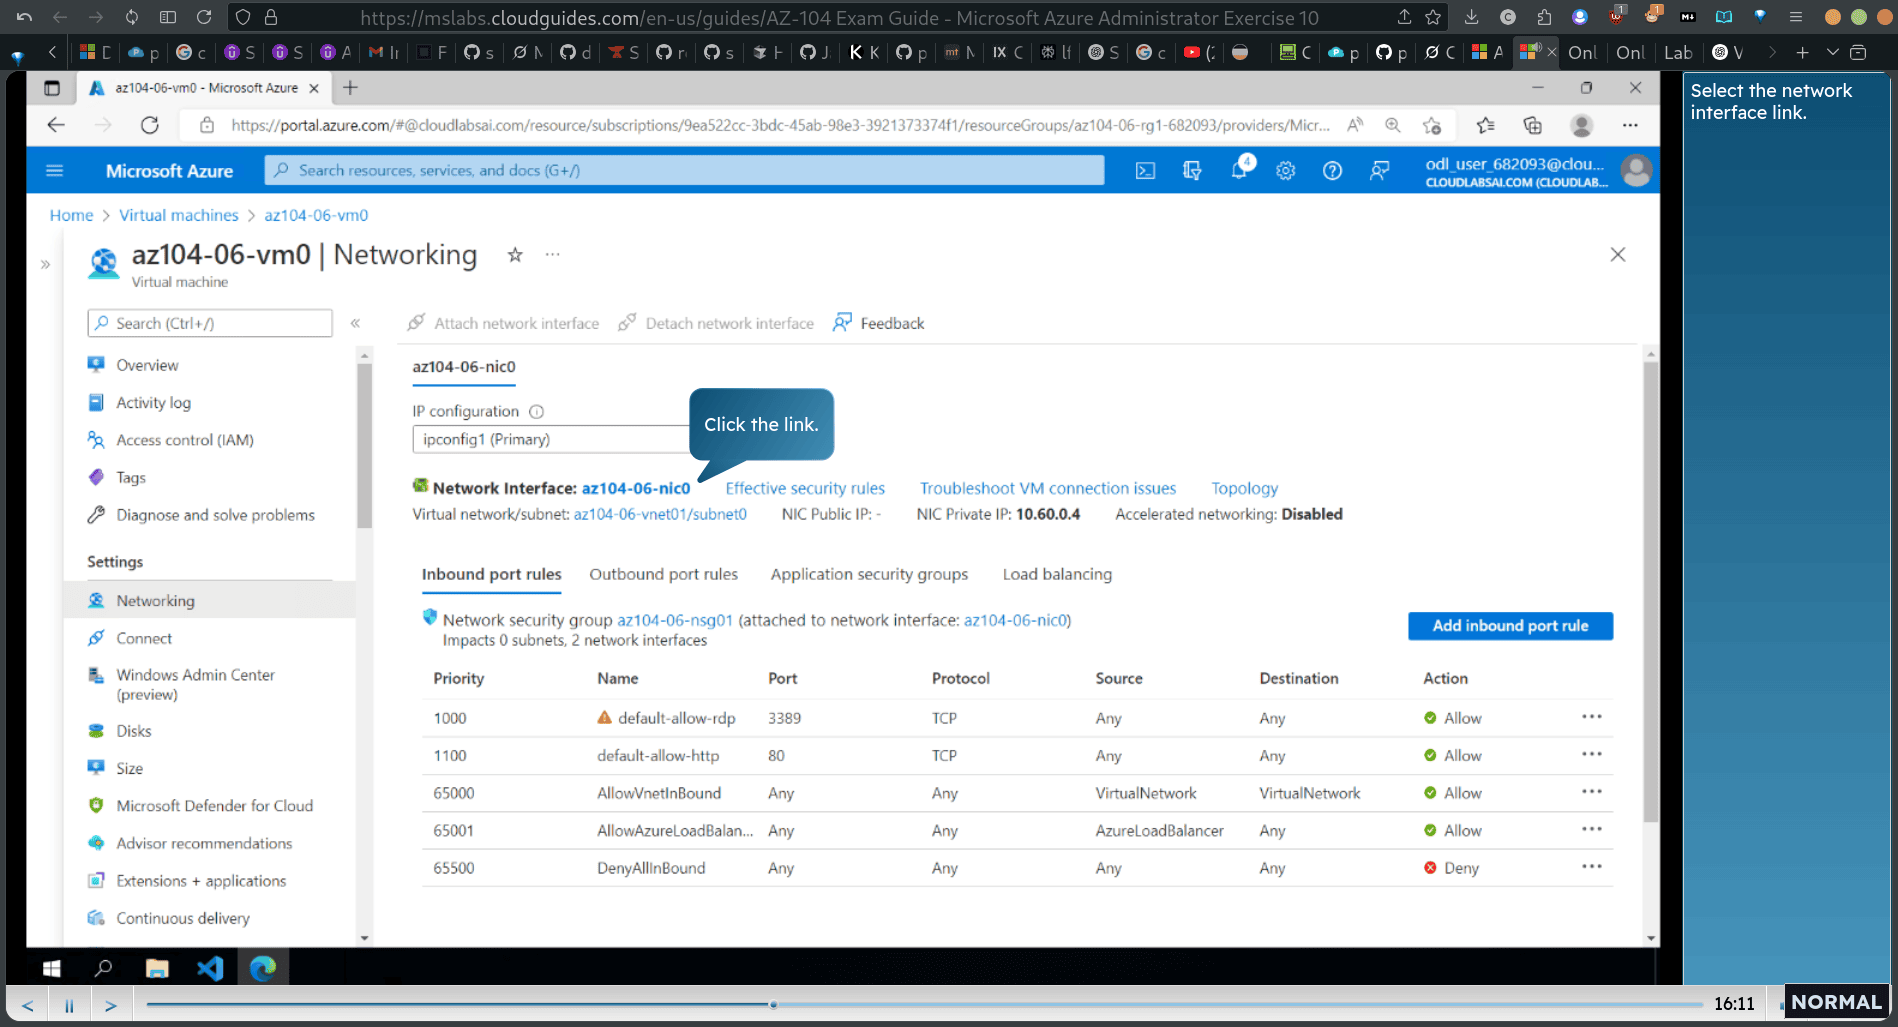 https://mslabs.cloudguides.com/en-us/guides/AZ-104 Exam Guide - Microsoft Azure Administrator Exercise 10
Onl
Onl
Lab
az104-06-vm0 - Microsoft Azure
https://portal.azure.com/#@cloudlabsai.com/resource/subscriptions/9ea522cc-3bdc-45ab-98e3-3921373374f1/resourceGroups/az104-06-rg1-682093/providers/Micr...
Select the network
interface link.
Microsoft Azure
Search resources, services, and docs (G+/)
4
odl_user_682093@clou...
CLOUDLABSAI.COM (CLOUDLAB...
Home > Virtual machines > az104-06-vm0
az104-06-vm0 | Networking
Virtual machine
Search (Ctrl+/)
Attach network interface
Detach network interface
Feedback
Overview
Activity log
Access control (IAM)
Tags
Diagnose and solve problems
Settings
Networking
Connect
Windows Admin Center
(preview)
Disks
Size
Microsoft Defender for Cloud
Advisor recommendations
Extensions + applications
Continuous delivery
az104-06-nic0
IP configuration
ipconfig1 (Primary)
Click the link.
Network Interface: az104-06-nic0 Effective security rules Troubleshoot VM connection issues Topology
Virtual network/subnet: az104-06-vnet01/subnet0 NIC Public IP: - NIC Private IP: 10.60.0.4 Accelerated networking: Disabled
Inbound port rules Outbound port rules Application security groups Load balancing
Network security group az104-06-nsg01 (attached to network interface: az104-06-nic0)
Impacts 0 subnets, 2 network interfaces
Add inbound port rule
Priority Name Port Protocol Source Destination Action
1000 default-allow-rdp 3389 TCP Any Any Allow
1100 default-allow-http 80 TCP Any Any Allow
65000 AllowVnetInBound Any Any VirtualNetwork VirtualNetwork Allow
65001 AllowAzureLoadBalan... Any Any AzureLoadBalancer Any Allow
65500 DenyAllInBound Any Any Any Any Deny
16:11
NORMAL